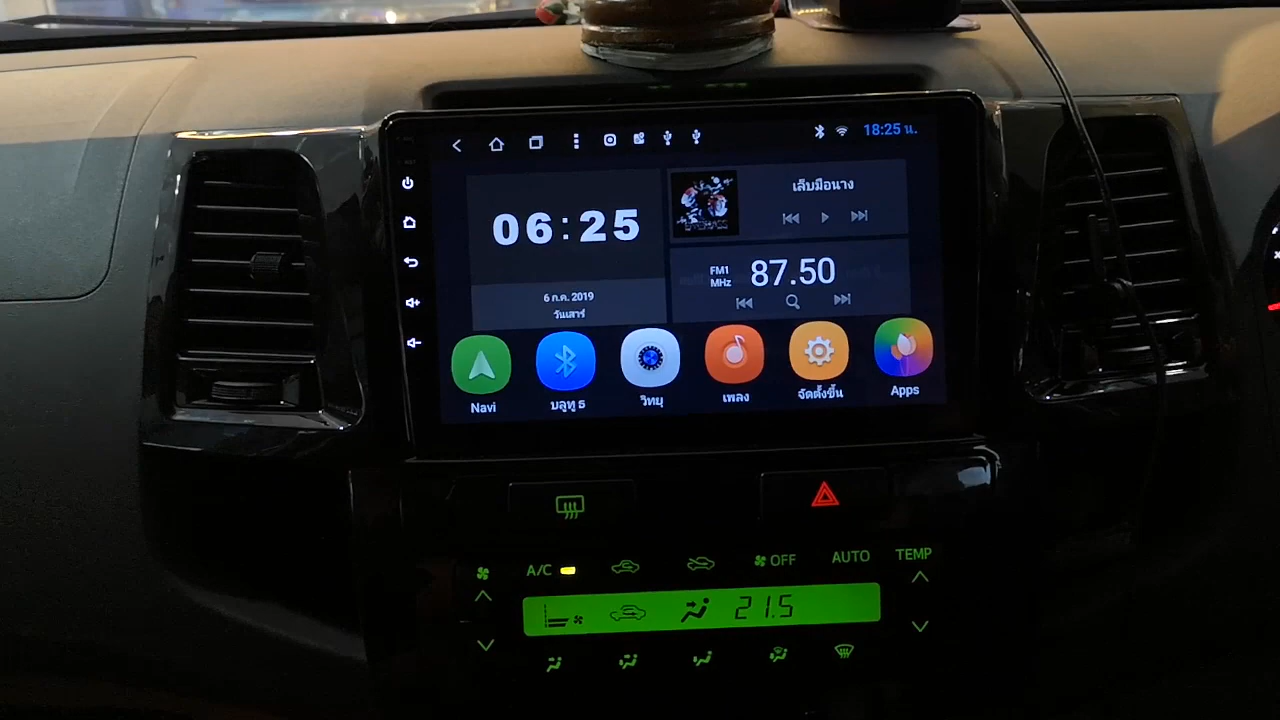 18:25 น.
06:25
6 ก.ค. 2019
วันเสาร์
เล็บมือนาง
FM1
MHz
87.50
Navi
บลูทู ธ
วิทยุ
เพลง
จัดตั้งขึ้น
Apps
A/C
OFF
AUTO
TEMP
21.5